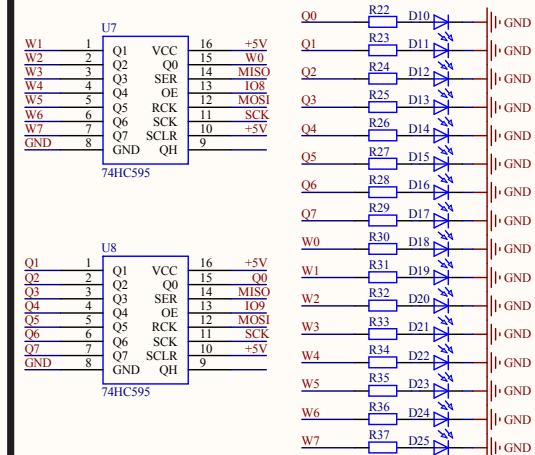 U7
W1 1 Q1 VCC 16 +5V
W2 2 Q2 Q0 15 W0
W3 3 Q3 SER 14 MISO
W4 4 Q4 OE 13 IO8
W5 5 Q5 RCK 12 MOSI
W6 6 Q6 SCK 11 SCK
W7 7 Q7 SCLR 10 +5V
GND 8 GND QH 9
74HC595
U8
Q1 1 Q1 VCC 16 +5V
Q2 2 Q2 Q0 15 Q0
Q3 3 Q3 SER 14 MISO
Q4 4 Q4 OE 13 IO9
Q5 5 Q5 RCK 12 MOSI
Q6 6 Q6 SCK 11 SCK
Q7 7 Q7 SCLR 10 +5V
GND 8 GND QH 9
74HC595
Q0 R22 D10 GND
Q1 R23 D11 GND
Q2 R24 D12 GND
Q3 R25 D13 GND
Q4 R26 D14 GND
Q5 R27 D15 GND
Q6 R28 D16 GND
Q7 R29 D17 GND
W0 R30 D18 GND
W1 R31 D19 GND
W2 R32 D20 GND
W3 R33 D21 GND
W4 R34 D22 GND
W5 R35 D23 GND
W6 R36 D24 GND
W7 R37 D25 GND